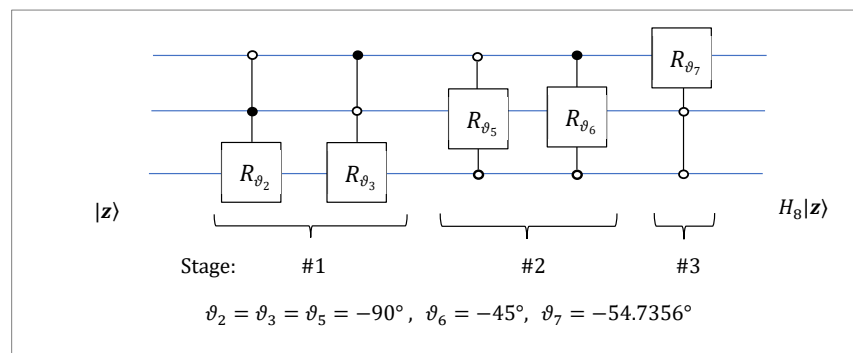 R_ϑ7
R_ϑ5 R_ϑ6
R_ϑ2 R_ϑ3
|z⟩ H₈|z⟩
Stage: #1 #2 #3
ϑ₂ = ϑ₃ = ϑ₅ = −90° , ϑ₆ = −45°, ϑ₇ = −54.7356°